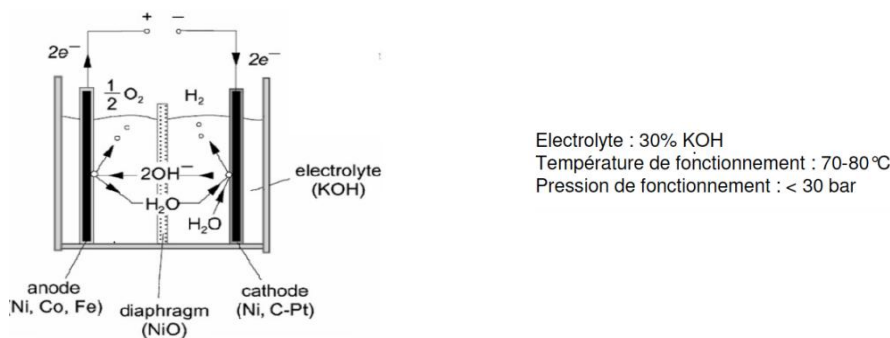 + −
2e−
2e−
1/2 O2
H2
2OH−
H2O
H2O
electrolyte
(KOH)
anode
(Ni, Co, Fe)
diaphragm
(NiO)
cathode
(Ni, C-Pt)
Electrolyte : 30% KOH
Température de fonctionnement : 70-80°C
Pression de fonctionnement : < 30 bar